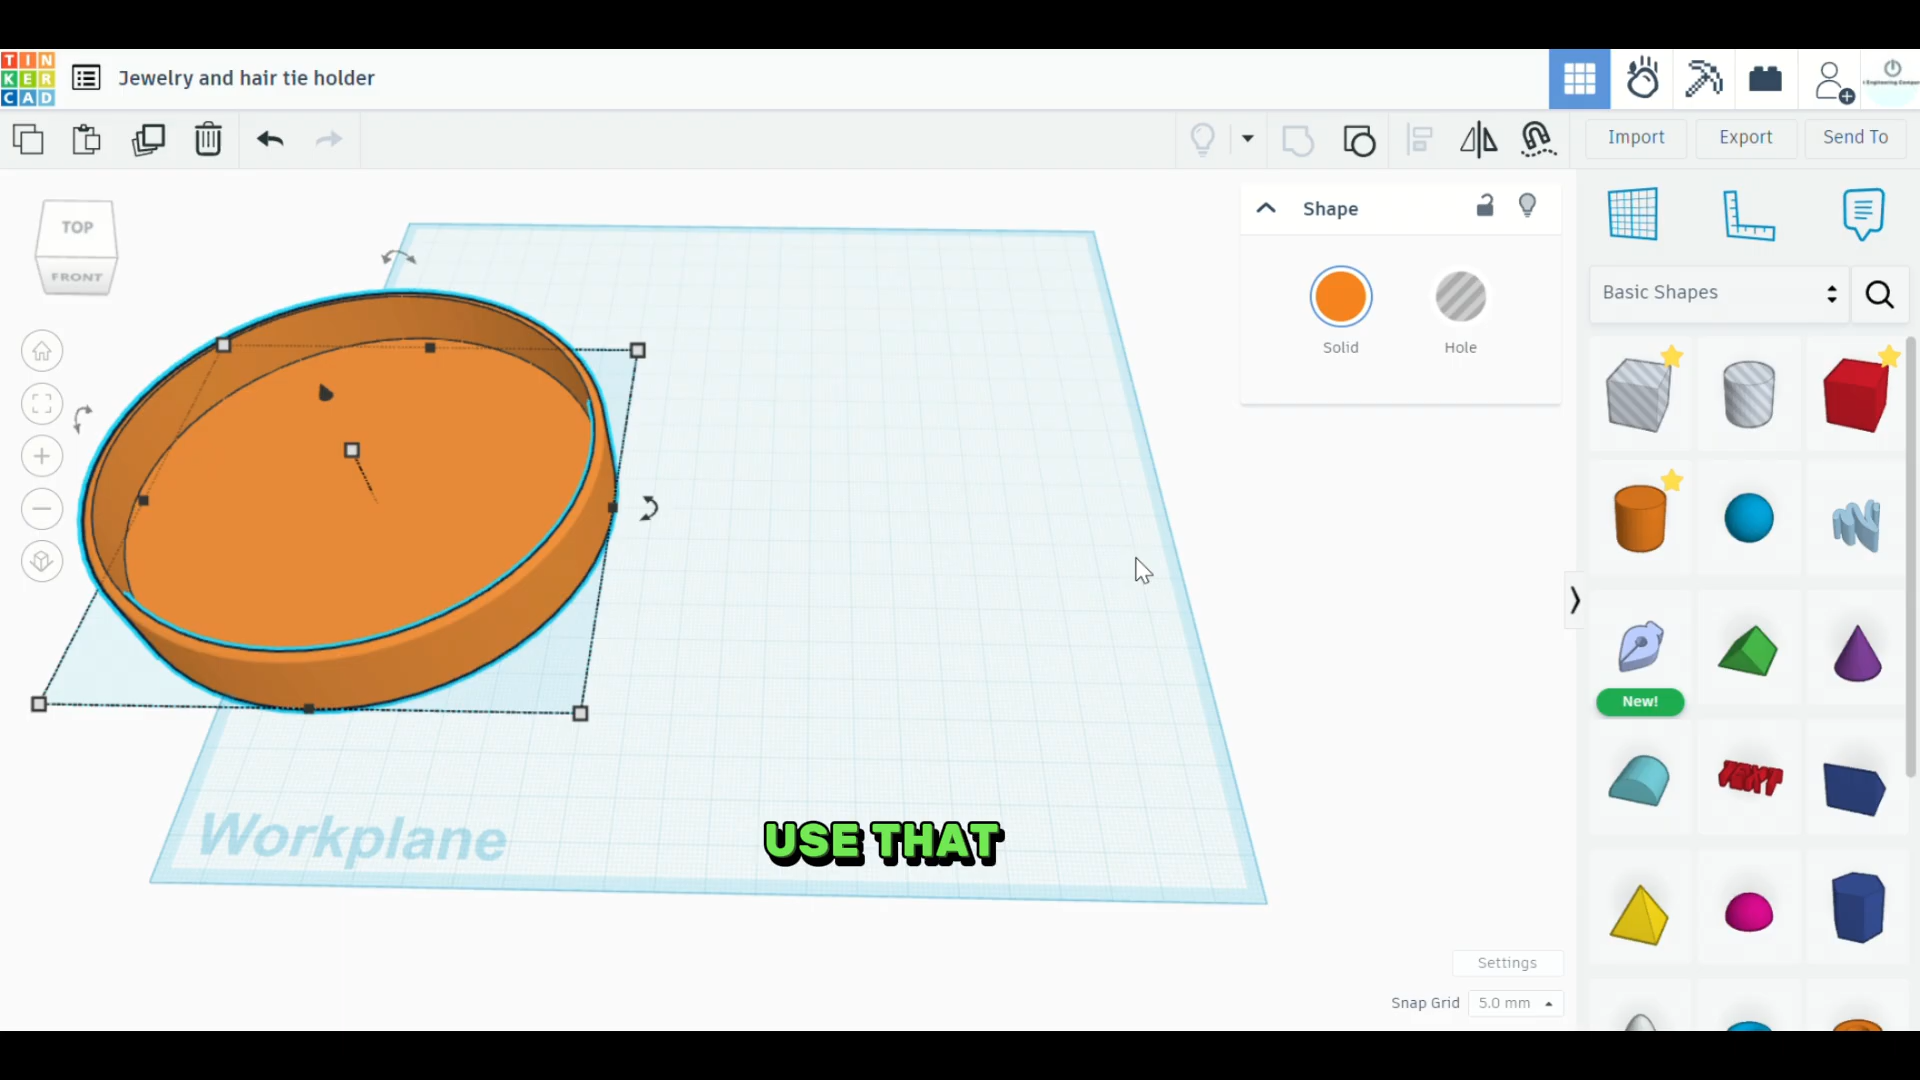 TIN
KER
CAD
Jewelry and hair tie holder
Import
Export
Send To
TOP
FRONT
Shape
Solid
Hole
Basic Shapes
New!
TEXT
Workplane
USE THAT
Settings
Snap Grid
5.0 mm